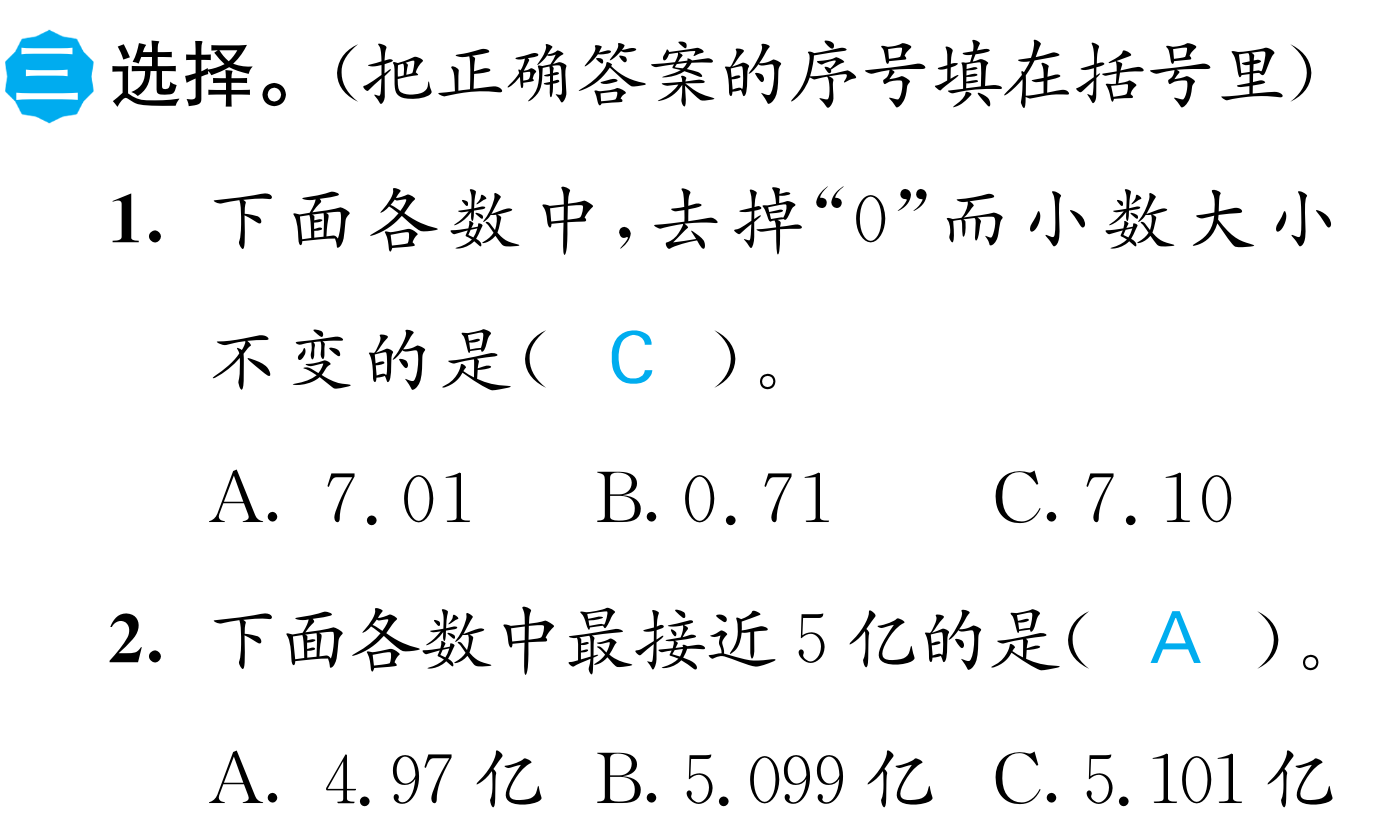 三 选择。(把正确答案的序号填在括号里)
1. 下面各数中,去掉“0”而小数大小
不变的是( C )。
A. 7.01 B. 0.71 C. 7.10
2. 下面各数中最接近5亿的是( A )。
A. 4.97亿 B. 5.099亿 C. 5.101亿